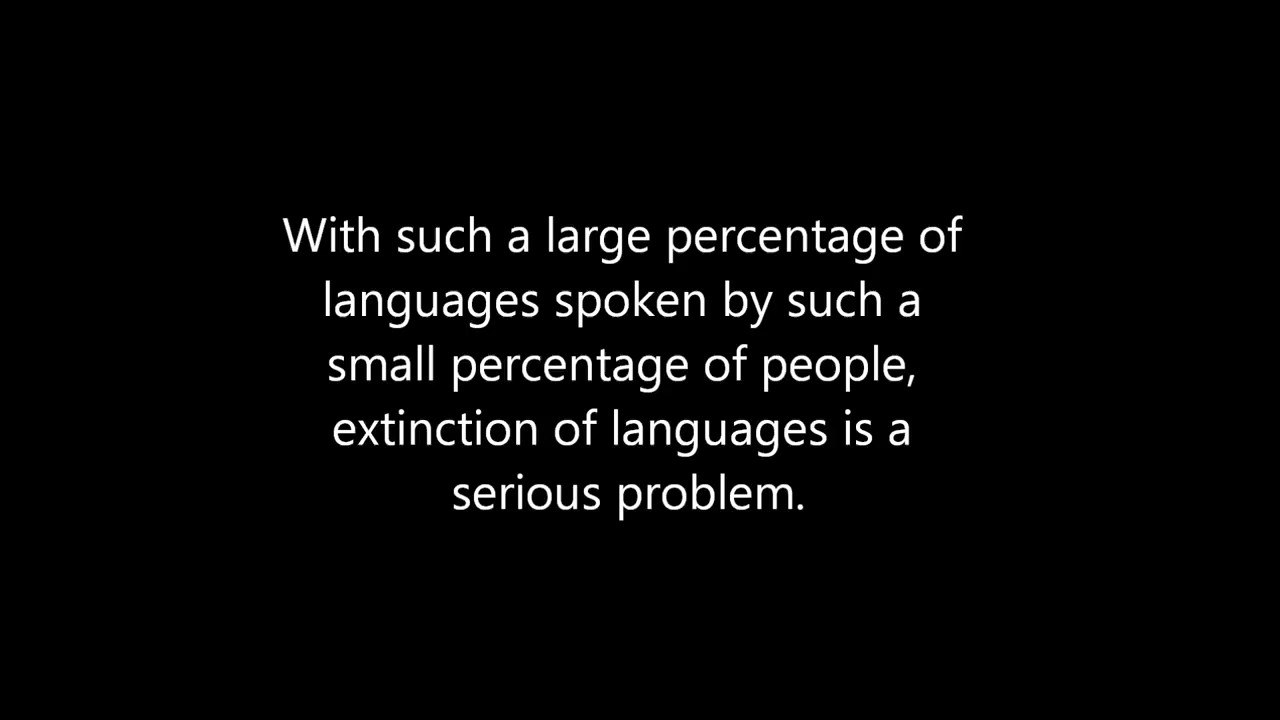 With such a large percentage of
languages spoken by such a
small percentage of people,
extinction of languages is a
serious problem.